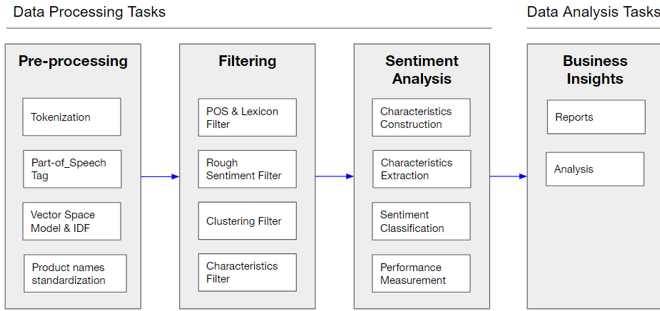 Data Processing Tasks
Data Analysis Tasks
Pre-processing
Tokenization
Part-of_Speech
Tag
Vector Space
Model & IDF
Product names
standardization
Filtering
POS & Lexicon
Filter
Rough
Sentiment Filter
Clustering Filter
Characteristics
Filter
Sentiment
Analysis
Characteristics
Construction
Characteristics
Extraction
Sentiment
Classification
Performance
Measurement
Business
Insights
Reports
Analysis